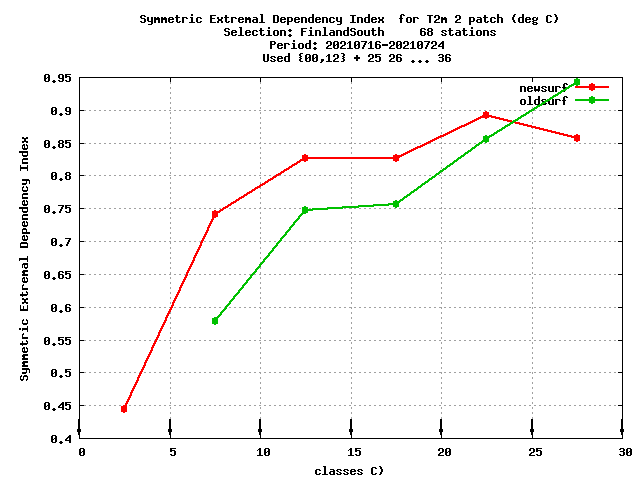 Symmetric Extremal Dependency Index for T2m 2 patch (deg C)
Selection: FinlandSouth 68 stations
Period: 20210716-20210724
Used {00,12} + 25 26 ... 36
newsurf
oldsurf
Symmetric Extremal Dependency Index
0.95
0.9
0.85
0.8
0.75
0.7
0.65
0.6
0.55
0.5
0.45
0.4
0 5 10 15 20 25 30
classes C)